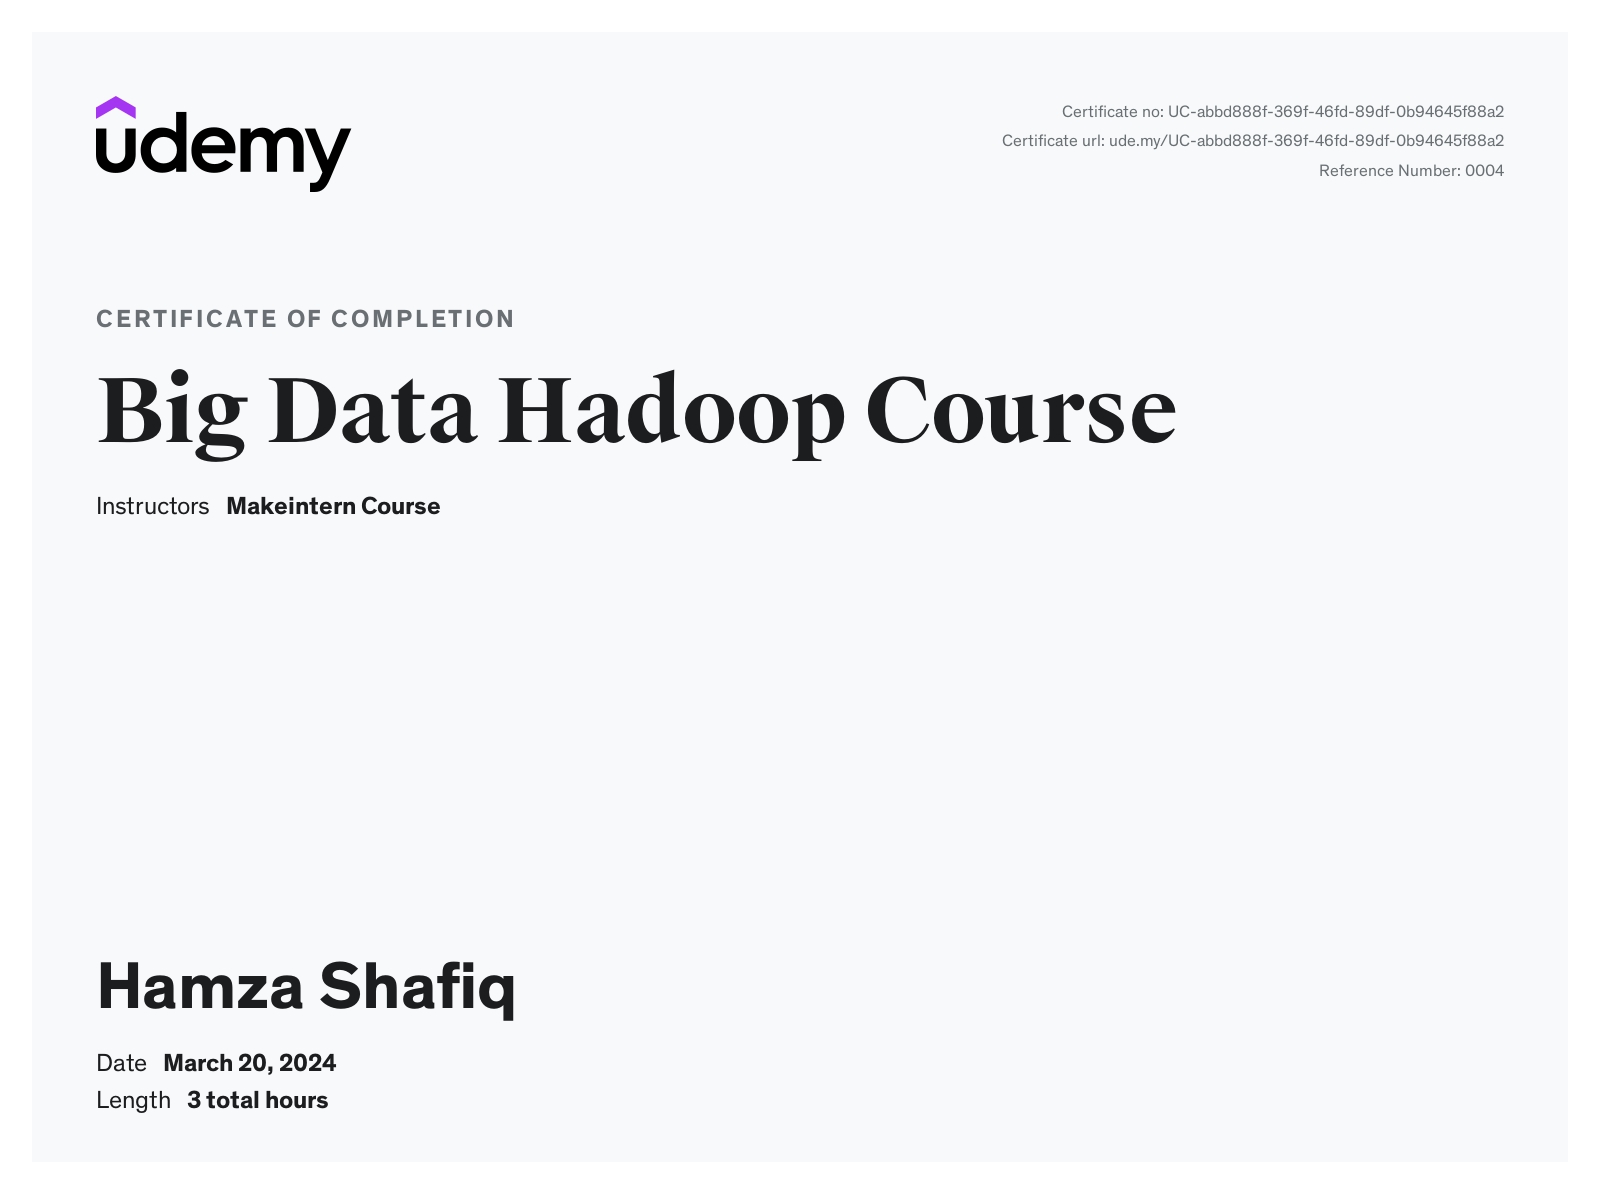 udemy
Certificate no: UC-abbd888f-369f-46fd-89df-0b94645f88a2
Certificate url: ude.my/UC-abbd888f-369f-46fd-89df-0b94645f88a2
Reference Number: 0004
CERTIFICATE OF COMPLETION
Big Data Hadoop Course
Instructors Makeintern Course
Hamza Shafiq
Date March 20, 2024
Length 3 total hours